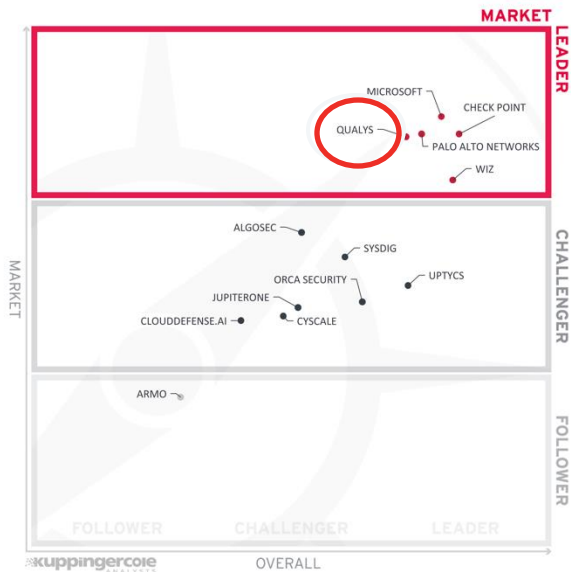 MARKET
LEADER
MICROSOFT
CHECK POINT
QUALYS
PALO ALTO NETWORKS
WIZ
ALGOSEC
SYSDIG
UPTYCS
ORCA SECURITY
JUPITERONE
CLOUDDEFENSE.AI
CYSCALE
MARKET
CHALLENGER
ARMO
FOLLOWER
FOLLOWER CHALLENGER LEADER
kuppingercole
ANALYSTS
OVERALL